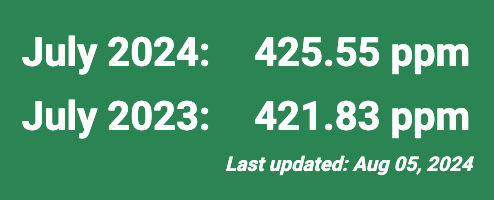 July 2024: 425.55 ppm
July 2023: 421.83 ppm
Last updated: Aug 05, 2024